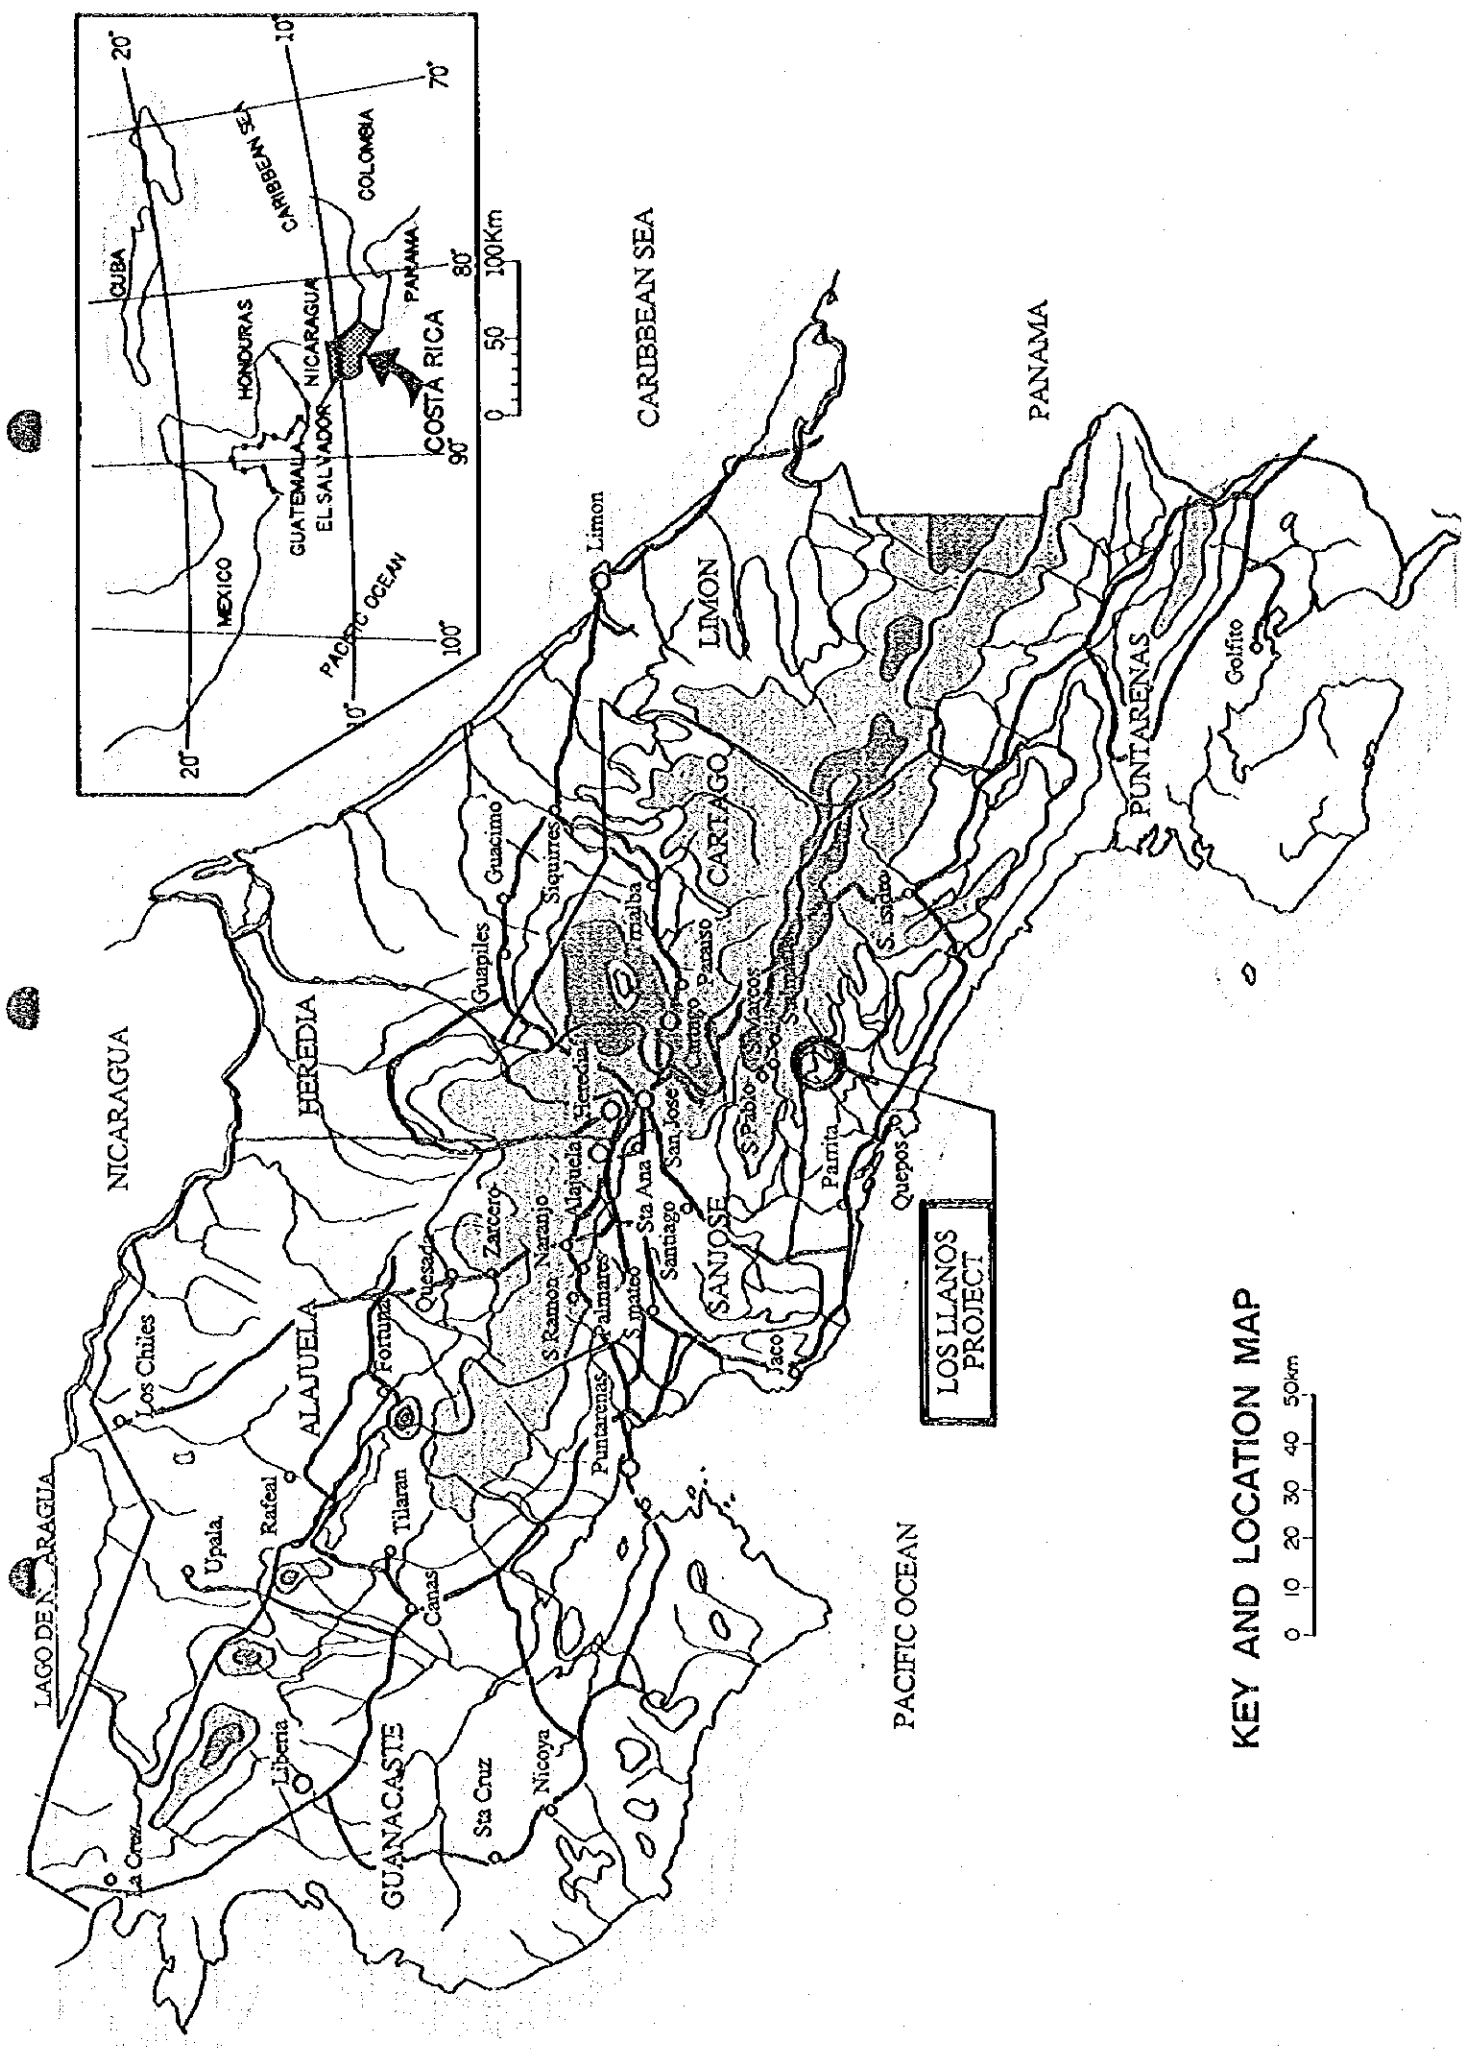 20°
10°
CUBA
CARIBBEAN SEA
70°
HONDURAS
COLOMBIA
NICARAGUA
MEXICO
GUATEMALA
EL SALVADOR
PANAMA
80°
COSTA RICA
90°
PACIFIC OCEAN
100°
20°
10°
0 50 100Km
NICARAGUA
CARIBBEAN SEA
PANAMA
PACIFIC OCEAN
La Cruz
Los Chiles
Upala
Rafeal
Liberia
GUANACASTE
Tilaran
Canas
Sta Cruz
Nicoya
ALAJUELA
Fortuna
Quesada
Zarcero
Naranjo
S Ramon
Palmares
Alajuela
HEREDIA
Heredia
Guapiles
Guacimo
Siquirres
Limon
LIMON
CARTAGO
Paraiso
San Jose
Sta Ana
Santiago
SANJOSE
S mateo
Puntarenas
Jaco
S Pablo
S Marcos
S. isidro
Parrita
Quepos
PUNTARENAS
Golfito
LOS LLANOS
PROJECT
KEY AND LOCATION MAP
0 10 20 30 40 50km